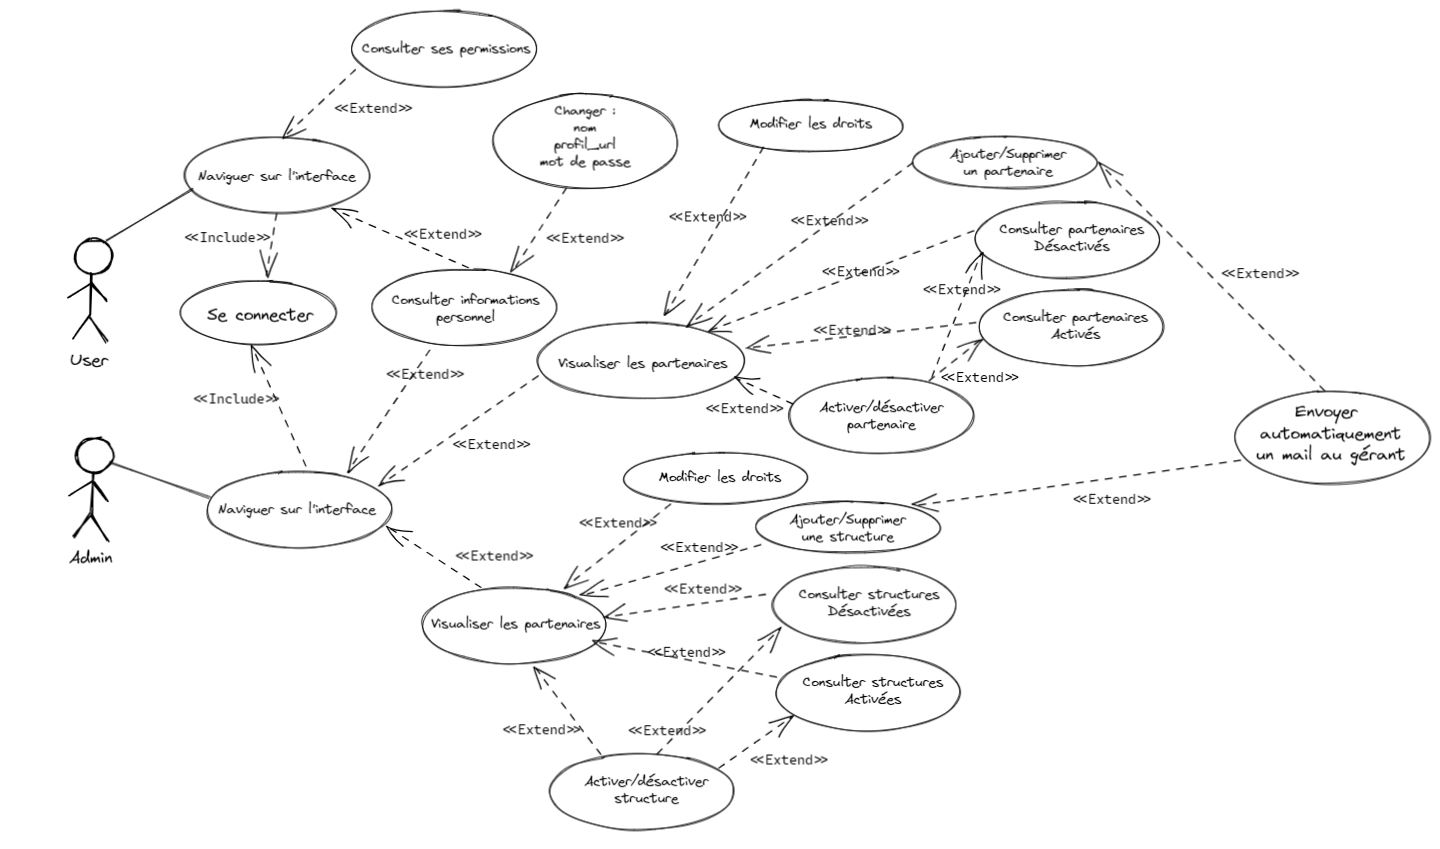 Consulter ses permissions
<<Extend>>
Changer :
nom
profil_url
mot de passe
Modifier les droits
Ajouter/Supprimer
un partenaire
Naviguer sur l'interface
<<Include>>
<<Extend>>
<<Extend>>
<<Extend>>
<<Extend>>
Consulter partenaires
Désactivés
<<Extend>>
<<Extend>>
<<Extend>>
User
Se connecter
Consulter informations
personnel
<<Extend>>
Consulter partenaires
Activés
Visualiser les partenaires
<<Extend>>
<<Extend>>
<<Extend>>
<<Include>>
Activer/désactiver
partenaire
Envoyer
automatiquement
un mail au gérant
<<Extend>>
Modifier les droits
<<Extend>>
Admin
Naviguer sur l'interface
<<Extend>>
Ajouter/Supprimer
une structure
<<Extend>>
<<Extend>>
<<Extend>>
Consulter structures
Désactivées
Visualiser les partenaires
<<Extend>>
Consulter structures
Activées
<<Extend>>
<<Extend>>
<<Extend>>
Activer/désactiver
structure